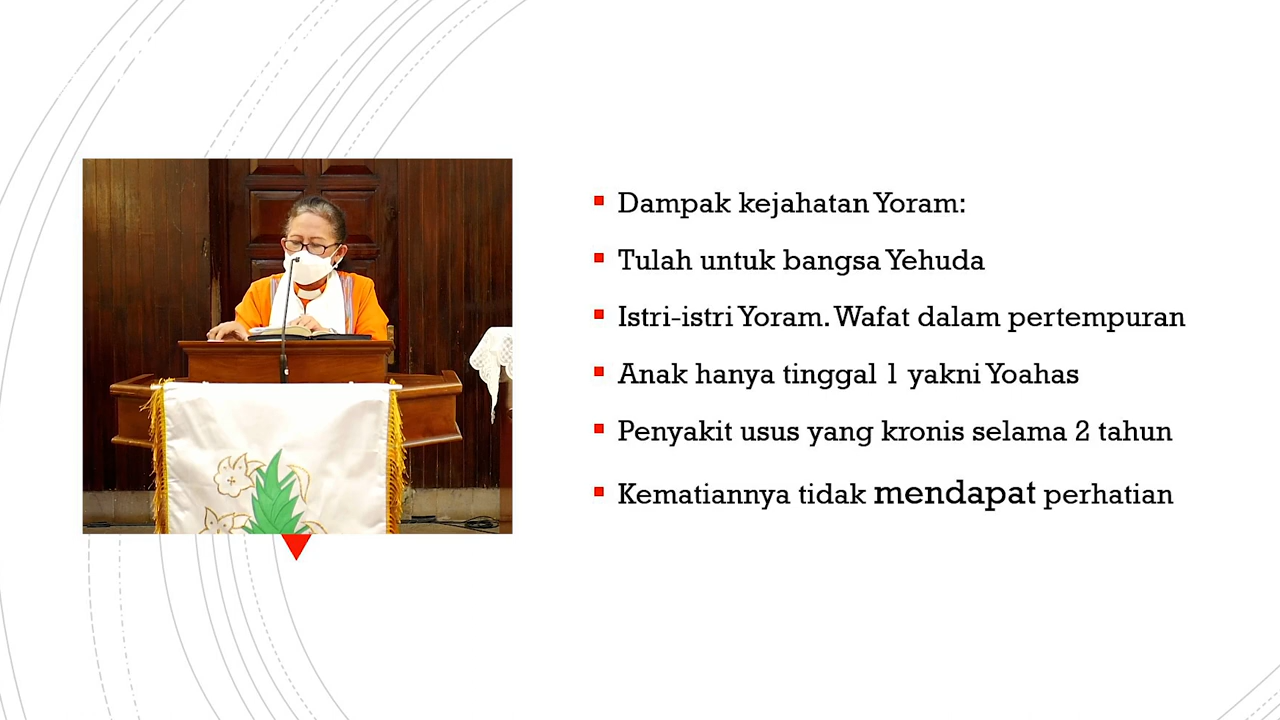 Dampak kejahatan Yoram:
Tulah untuk bangsa Yehuda
Istri-istri Yoram. Wafat dalam pertempuran
Anak hanya tinggal 1 yakni Yoahas
Penyakit usus yang kronis selama 2 tahun
Kematiannya tidak mendapat perhatian